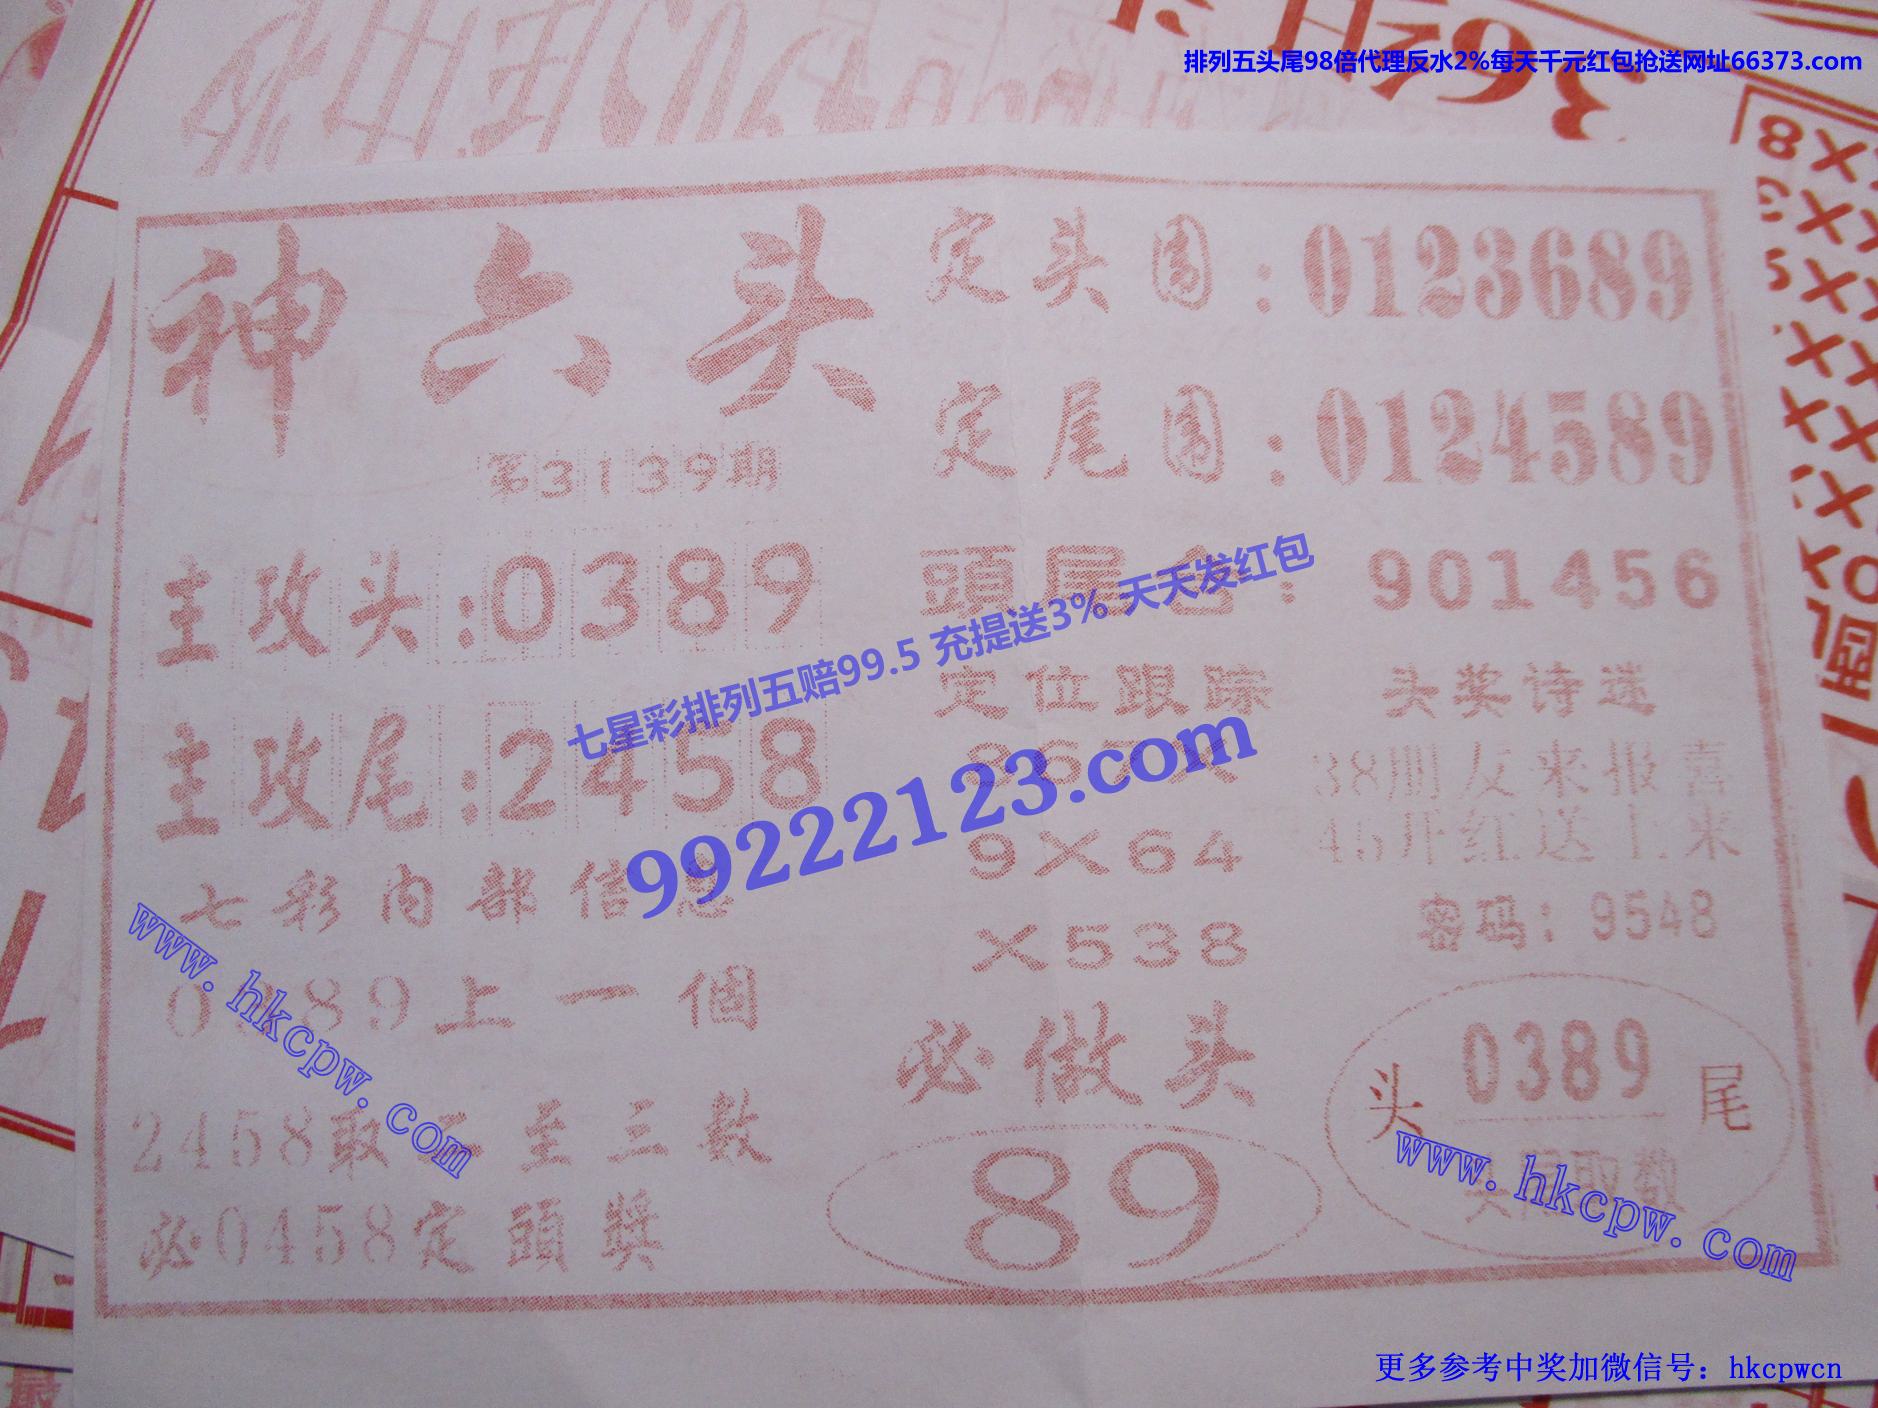 排列五头尾98倍代理反水2%每天千元红包抢送网址66373.com
神六头
第3139期
主攻头:0389
主攻尾:2458
七彩内部信息
0389上一個
2458取二至三数
必0458定頭獎
定头围:0123689
定尾围:0124589
頭尾合:901456
定位跟踪
867X
9X64
X538
必做头
89
头奖诗迷
38朋友来报喜
45开红送上来
密码:9548
头 0389 尾
头尾取数
七星彩排列五赔99.5 充提送3% 天天发红包
99222123.com
www.hkcpw.com
www.hkcpw.com
更多参考中奖加微信号：hkcpwcn